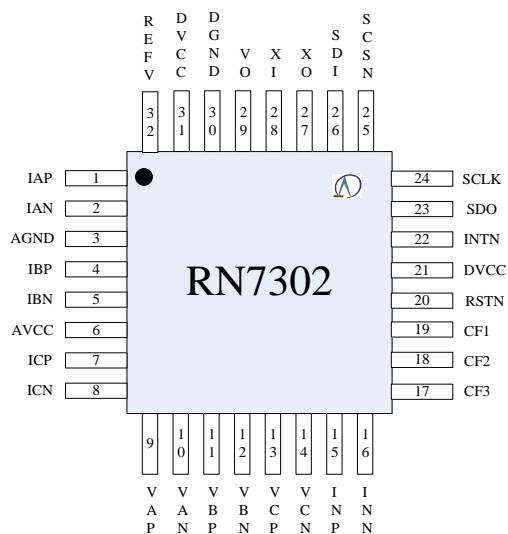 REFV
DVCC
DGND
VO
XI
XO
SDI
SCSN
32
31
30
29
28
27
26
25
IAP 1
IAN 2
AGND 3
IBP 4
IBN 5
AVCC 6
ICP 7
ICN 8
RN7302
24 SCLK
23 SDO
22 INTN
21 DVCC
20 RSTN
19 CF1
18 CF2
17 CF3
9
10
11
12
13
14
15
16
VAP
VAN
VBP
VBN
VCP
VCN
INP
INN